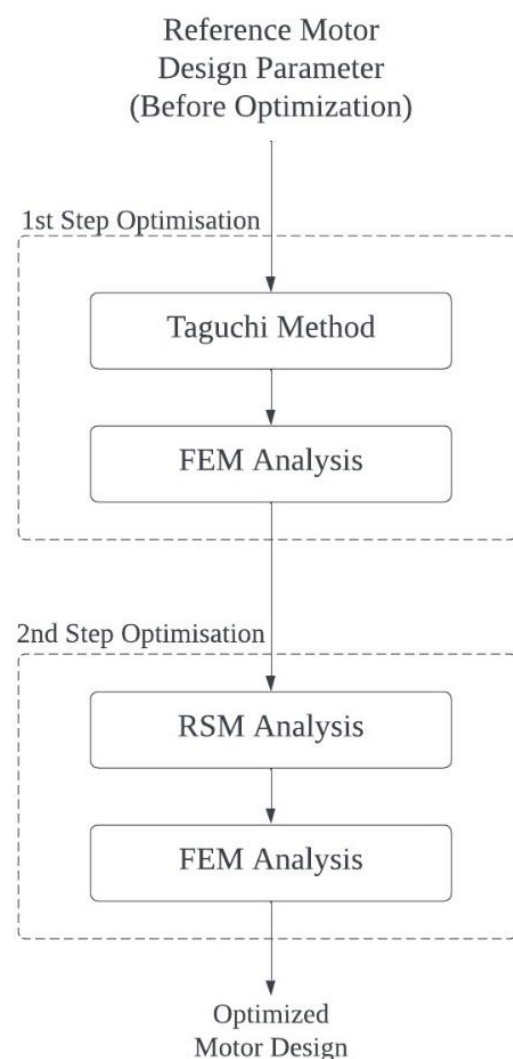 Reference Motor
Design Parameter
(Before Optimization)
1st Step Optimisation
Taguchi Method
FEM Analysis
2nd Step Optimisation
RSM Analysis
FEM Analysis
Optimized
Motor Design